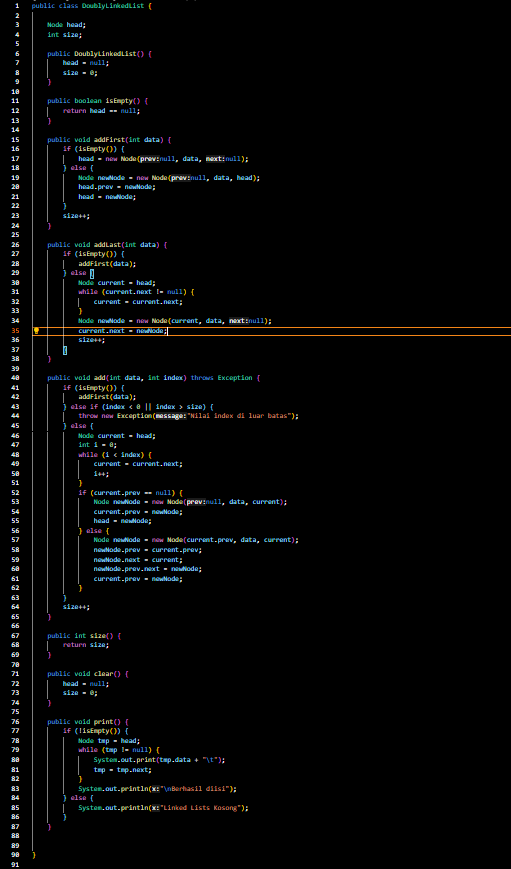 1 public class DoublyLinkedList {
2
3 Node head;
4 int size;
5
6 public DoublyLinkedList() {
7 head = null;
8 size = 0;
9 }
10
11 public boolean isEmpty() {
12 return head == null;
13 }
14
15 public void addFirst(int data) {
16 if (isEmpty()) {
17 head = new Node(prev:null, data, next:null);
18 } else {
19 Node newNode = new Node(prev:null, data, head);
20 head.prev = newNode;
21 head = newNode;
22 }
23 size++;
24 }
25
26 public void addLast(int data) {
27 if (isEmpty()) {
28 addFirst(data);
29 } else {
30 Node current = head;
31 while (current.next != null) {
32 current = current.next;
33 }
34 Node newNode = new Node(current, data, next:null);
35 current.next = newNode;
36 size++;
37 }
38 }
39
40 public void add(int data, int index) throws Exception {
41 if (isEmpty()) {
42 addFirst(data);
43 } else if (index < 0 || index > size) {
44 throw new Exception(message:"Nilai index di luar batas");
45 } else {
46 Node current = head;
47 int i = 0;
48 while (i < index) {
49 current = current.next;
50 i++;
51 }
52 if (current.prev == null) {
53 Node newNode = new Node(prev:null, data, current);
54 current.prev = newNode;
55 head = newNode;
56 } else {
57 Node newNode = new Node(current.prev, data, current);
58 newNode.prev = current.prev;
59 newNode.next = current;
60 newNode.prev.next = newNode;
61 current.prev = newNode;
62 }
63 }
64 size++;
65 }
66
67 public int size() {
68 return size;
69 }
70
71 public void clear() {
72 head = null;
73 size = 0;
74 }
75
76 public void print() {
77 if (!isEmpty()) {
78 Node tmp = head;
79 while (tmp != null) {
80 System.out.print(tmp.data + "\t");
81 tmp = tmp.next;
82 }
83 System.out.println(x:"\nBerhasil diisi");
84 } else {
85 System.out.println(x:"Linked Lists Kosong");
86 }
87 }
88
89
90 }
91